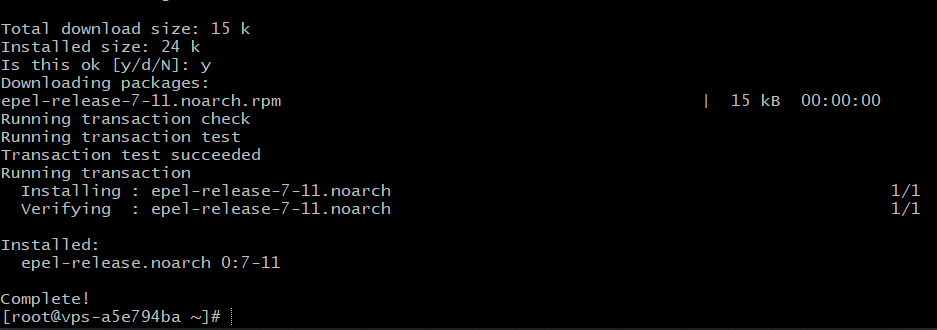 Total download size: 15 k
Installed size: 24 k
Is this ok [y/d/N]: y
Downloading packages:
epel-release-7-11.noarch.rpm | 15 kB 00:00:00
Running transaction check
Running transaction test
Transaction test succeeded
Running transaction
  Installing : epel-release-7-11.noarch 1/1
  Verifying  : epel-release-7-11.noarch 1/1
Installed:
  epel-release.noarch 0:7-11
Complete!
[root@vps-a5e794ba ~]#